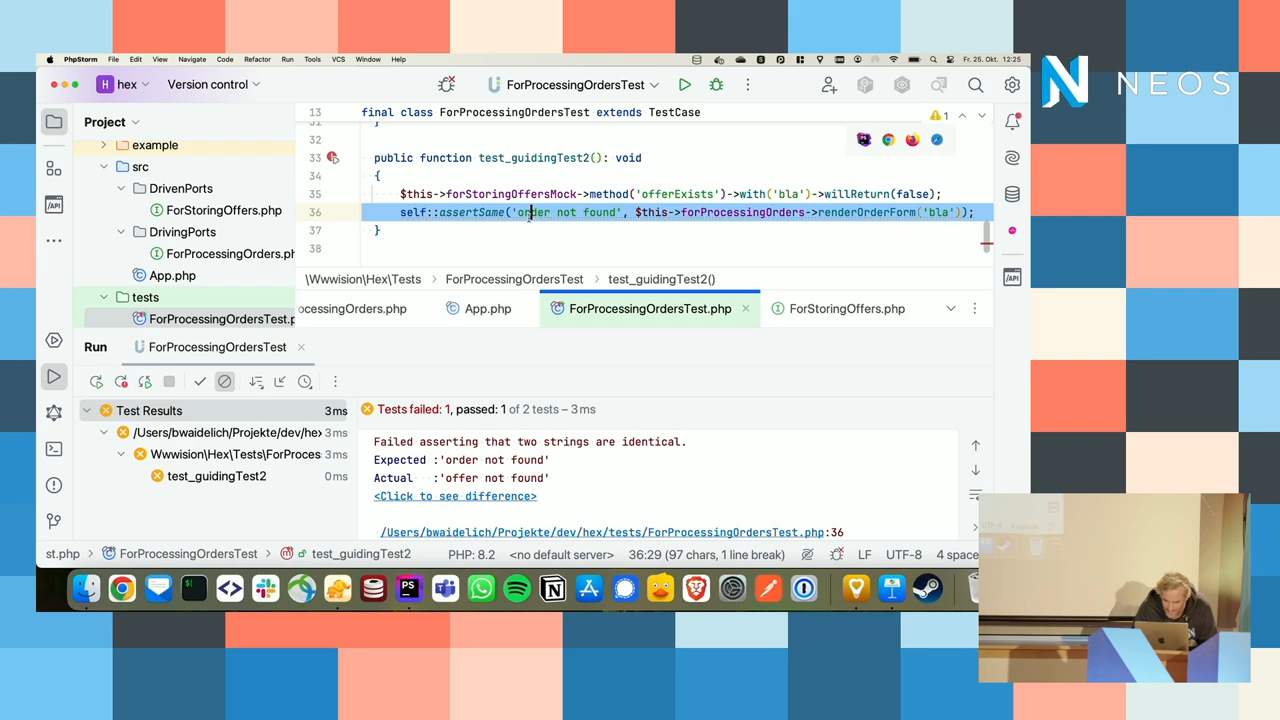 PhpStorm File Edit View Navigate Code Refactor Run Tools VCS Window Help
Fr. 25. Okt. 12:25
NEOS
H hex Version control
ForProcessingOrdersTest
Project
example
src
DrivenPorts
ForStoringOffers.php
DrivingPorts
ForProcessingOrders.ph
App.php
tests
ForProcessingOrdersTest.p
13 final class ForProcessingOrdersTest extends TestCase
1
31 }
32
33 public function test_guidingTest2(): void
34 {
35 $this->forStoringOffersMock->method('offerExists')->with('bla')->willReturn(false);
36 self::assertSame('order not found', $this->forProcessingOrders->renderOrderForm('bla'));
37 }
38
\Wwwision\Hex\Tests ForProcessingOrdersTest test_guidingTest2()
ocessingOrders.php App.php ForProcessingOrdersTest.php ForStoringOffers.php
Run ForProcessingOrdersTest
Test Results 3 ms
/Users/bwaidelich/Projekte/dev/hex 3 ms
Wwwision\Hex\Tests\ForProces 3 ms
test_guidingTest2 0 ms
Tests failed: 1, passed: 1 of 2 tests – 3 ms
Failed asserting that two strings are identical.
Expected :'order not found'
Actual :'offer not found'
<Click to see difference>
/Users/bwaidelich/Projekte/dev/hex/tests/ForProcessingOrdersTest.php:36
st.php ForProcessingOrdersTest test_guidingTest2 PHP: 8.2 <no default server> 36:29 (97 chars, 1 line break) LF UTF-8 4 space